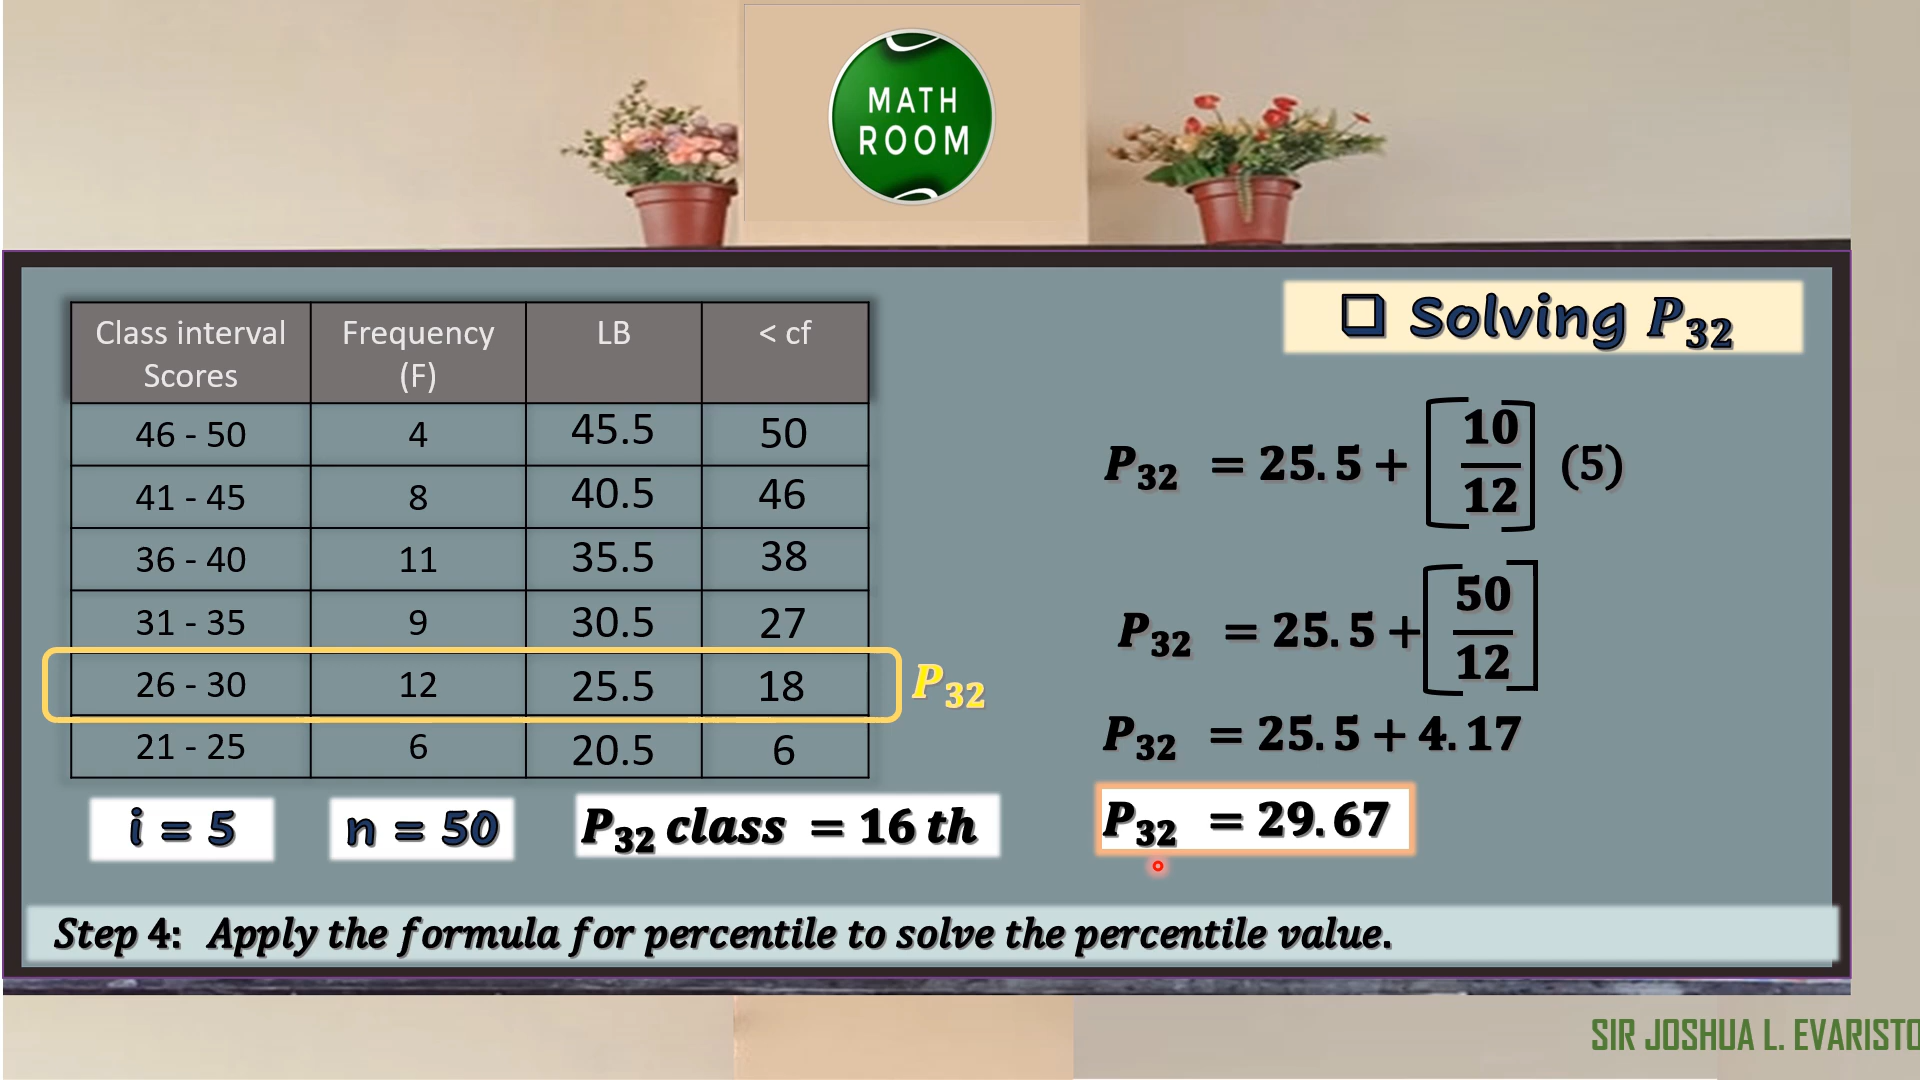 MATH
ROOM
❑ Solving P₃₂
Class interval Scores | Frequency (F) | LB | < cf
46 - 50 | 4 | 45.5 | 50
41 - 45 | 8 | 40.5 | 46
36 - 40 | 11 | 35.5 | 38
31 - 35 | 9 | 30.5 | 27
26 - 30 | 12 | 25.5 | 18
P₃₂
21 - 25 | 6 | 20.5 | 6
i = 5
n = 50
P₃₂ class = 16 th
P₃₂ = 25.5 + [10/12] (5)
P₃₂ = 25.5 + [50/12]
P₃₂ = 25.5 + 4.17
P₃₂ = 29.67
Step 4: Apply the formula for percentile to solve the percentile value.
SIR JOSHUA L. EVARISTO